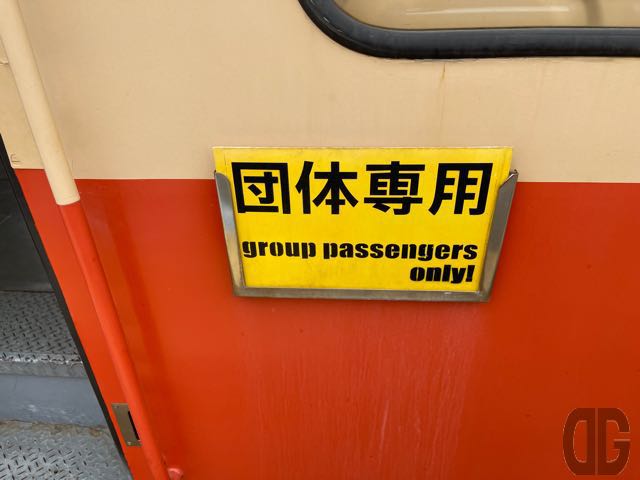 団体専用
group passengers
only!
DG